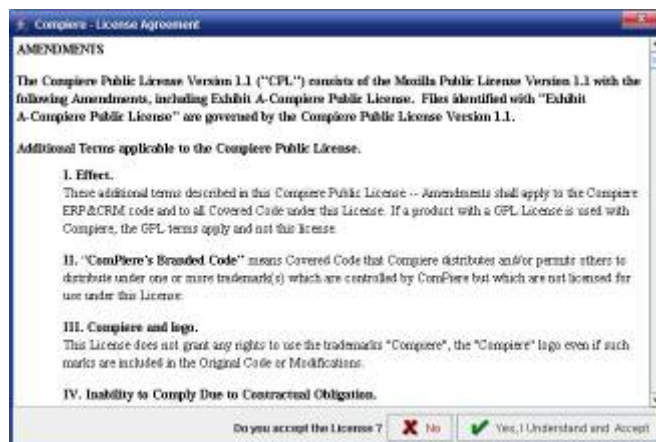 Compiere - License Agreement
AMENDMENTS
The Compiere Public License Version 1.1 ("CPL") consists of the Mozilla Public License Version 1.1 with the
following Amendments, including Exhibit A-Compiere Public License. Files identified with "Exhibit
A-Compiere Public License" are governed by the Compiere Public License Version 1.1.
Additional Terms applicable to the Compiere Public License.
I. Effect.
These additional terms described in this Compiere Public License -- Amendments shall apply to the Compiere
ERP&CRM code and to all Covered Code under this License. If a product with a GPL License is used with
Compiere, the GPL terms apply and not this license.
II. "ComPiere's Branded Code" means Covered Code that Compiere distributes and/or permits others to
distribute under one or more trademark(s) which are controlled by ComPiere but which are not licensed for
use under this License.
III. Compiere and logo.
This License does not grant any rights to use the trademarks "Compiere", the "Compiere" logo even if such
marks are included in the Original Code or Modifications.
IV. Inability to Comply Due to Contractual Obligation.
Do you accept the License ?
No
Yes, I Understand and Accept